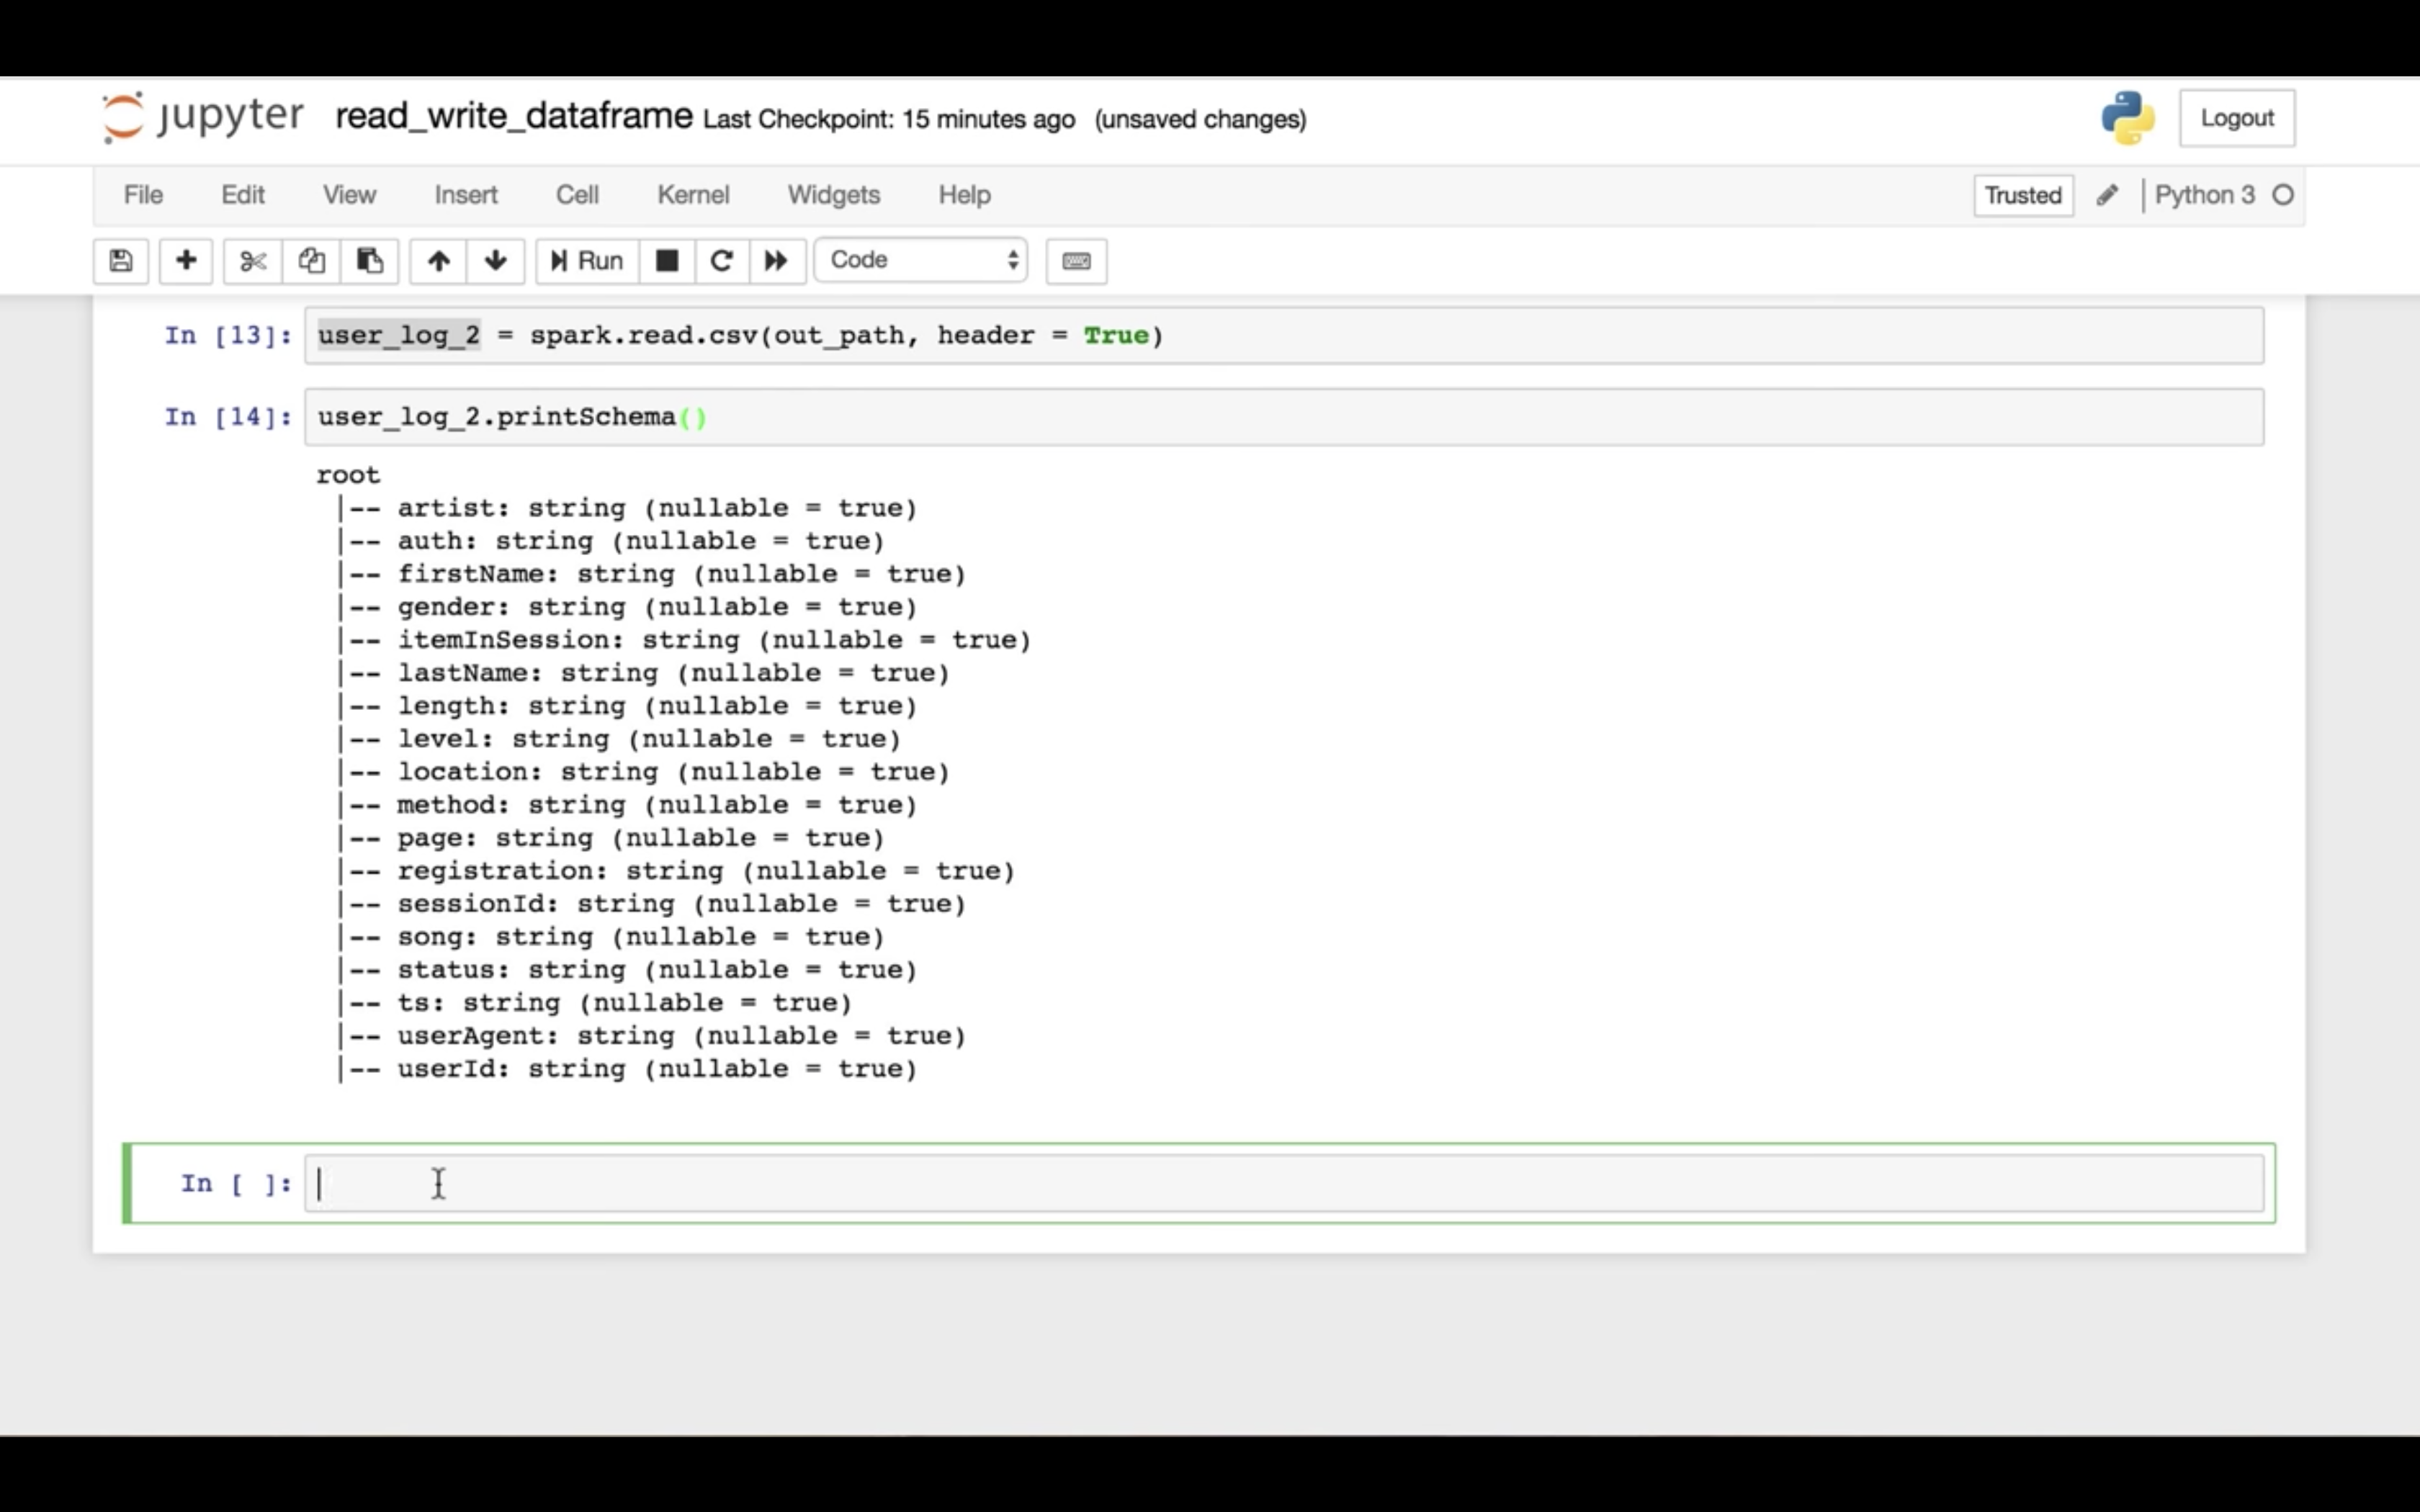 jupyter read_write_dataframe Last Checkpoint: 15 minutes ago (unsaved changes) Logout
File Edit View Insert Cell Kernel Widgets Help Trusted Python 3
Run Code
In [13]: user_log_2 = spark.read.csv(out_path, header = True)
In [14]: user_log_2.printSchema()
root
|-- artist: string (nullable = true)
|-- auth: string (nullable = true)
|-- firstName: string (nullable = true)
|-- gender: string (nullable = true)
|-- itemInSession: string (nullable = true)
|-- lastName: string (nullable = true)
|-- length: string (nullable = true)
|-- level: string (nullable = true)
|-- location: string (nullable = true)
|-- method: string (nullable = true)
|-- page: string (nullable = true)
|-- registration: string (nullable = true)
|-- sessionId: string (nullable = true)
|-- song: string (nullable = true)
|-- status: string (nullable = true)
|-- ts: string (nullable = true)
|-- userAgent: string (nullable = true)
|-- userId: string (nullable = true)
In [ ]: